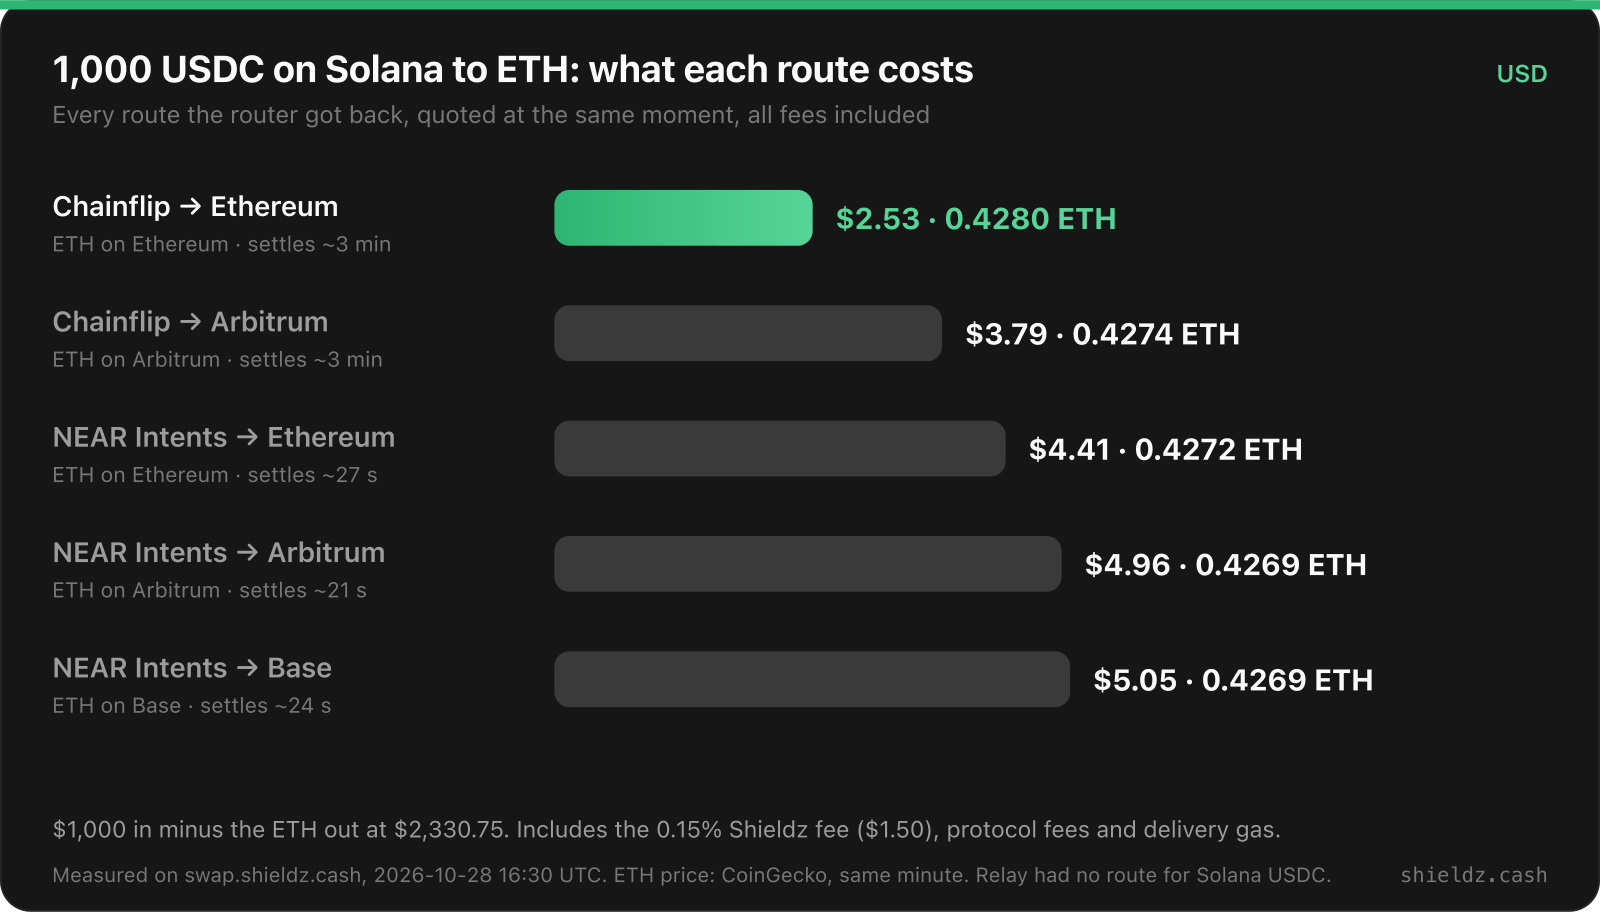 1,000 USDC on Solana to ETH: what each route costs
USD
Every route the router got back, quoted at the same moment, all fees included
Chainflip → Ethereum
ETH on Ethereum · settles ~3 min
$2.53 · 0.4280 ETH
Chainflip → Arbitrum
ETH on Arbitrum · settles ~3 min
$3.79 · 0.4274 ETH
NEAR Intents → Ethereum
ETH on Ethereum · settles ~27 s
$4.41 · 0.4272 ETH
NEAR Intents → Arbitrum
ETH on Arbitrum · settles ~21 s
$4.96 · 0.4269 ETH
NEAR Intents → Base
ETH on Base · settles ~24 s
$5.05 · 0.4269 ETH
$1,000 in minus the ETH out at $2,330.75. Includes the 0.15% Shieldz fee ($1.50), protocol fees and delivery gas.
Measured on swap.shieldz.cash, 2026-10-28 16:30 UTC. ETH price: CoinGecko, same minute. Relay had no route for Solana USDC.
shieldz.cash